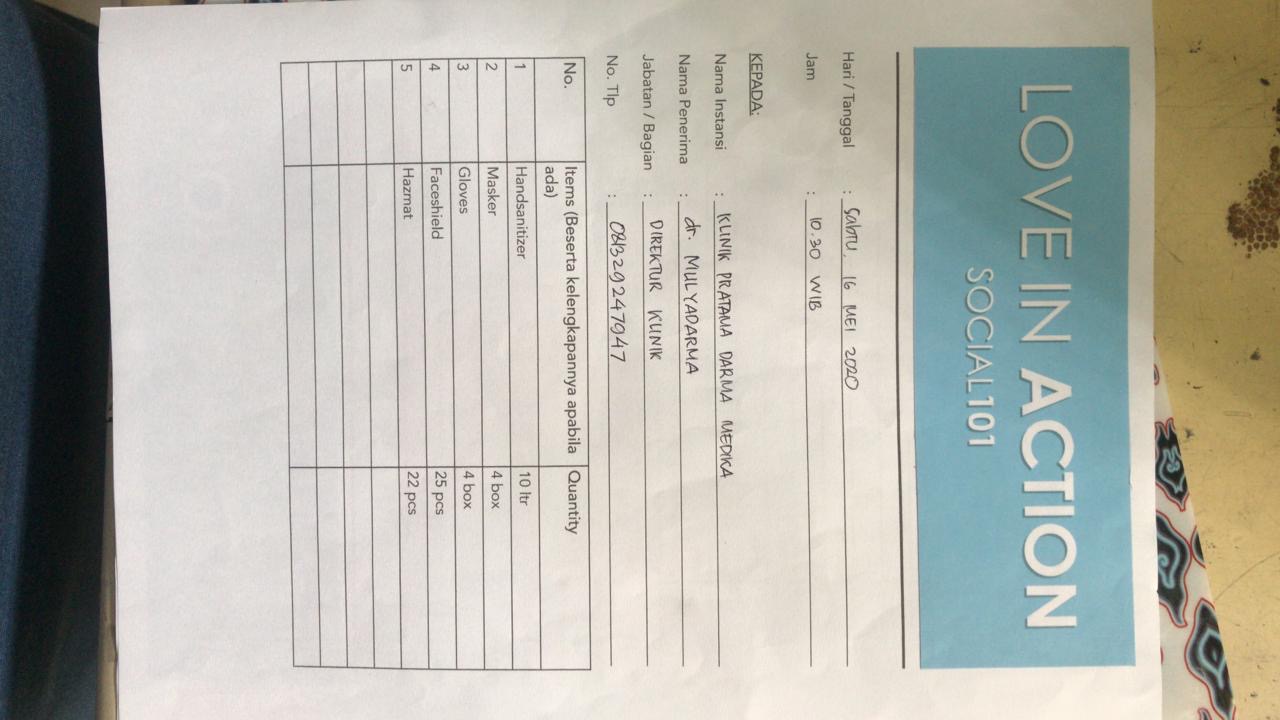 LOVE IN ACTION
SOCIAL101
Hari / Tanggal : SABTU, 16 MEI 2020
Jam : 10.30 WIB
KEPADA:
Nama Instansi : KLINIK PRATAMA DARMA MEDIKA
Nama Penerima : dr. MULYADARMA
Jabatan / Bagian : DIREKTUR KLINIK
No. Tlp : 081329247947
No. Items (Beserta kelengkapannya apabila ada) Quantity
1 Handsanitizer 10 ltr
2 Masker 4 box
3 Gloves 4 box
4 Faceshield 25 pcs
5 Hazmat 22 pcs